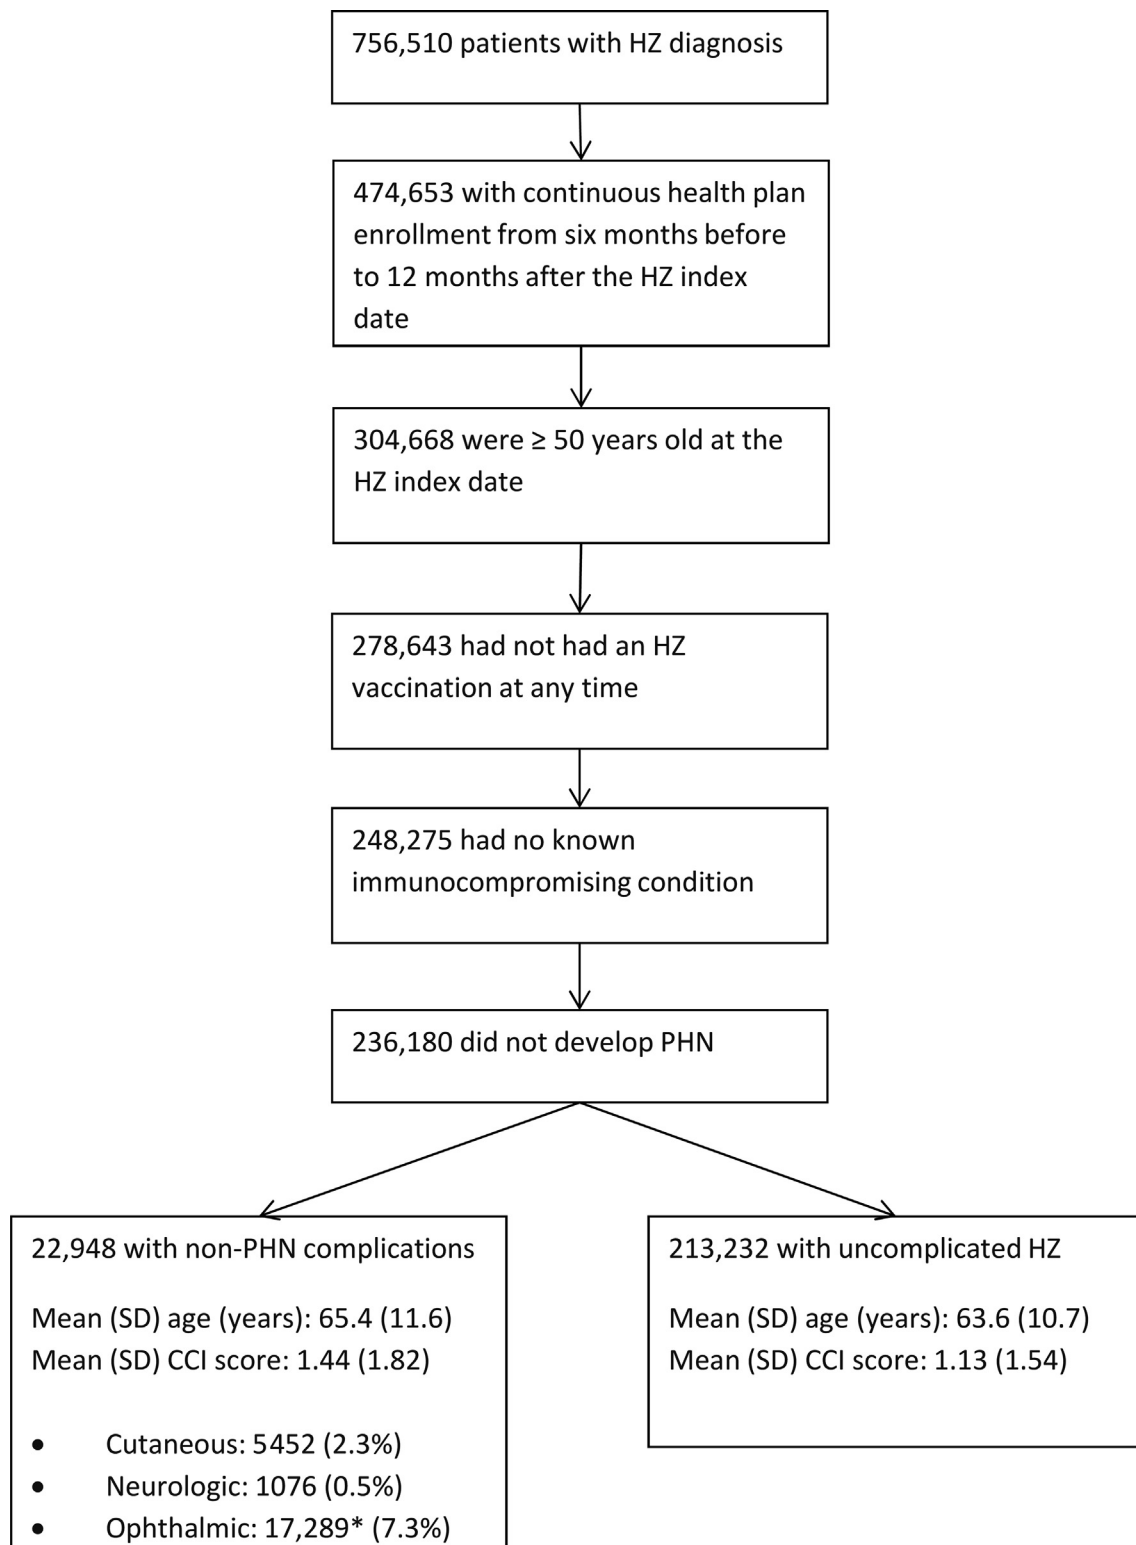 756,510 patients with HZ diagnosis
474,653 with continuous health plan
enrollment from six months before
to 12 months after the HZ index
date
304,668 were ≥ 50 years old at the
HZ index date
278,643 had not had an HZ
vaccination at any time
248,275 had no known
immunocompromising condition
236,180 did not develop PHN
22,948 with non-PHN complications
Mean (SD) age (years): 65.4 (11.6)
Mean (SD) CCI score: 1.44 (1.82)
• Cutaneous: 5452 (2.3%)
• Neurologic: 1076 (0.5%)
• Ophthalmic: 17,289* (7.3%)
213,232 with uncomplicated HZ
Mean (SD) age (years): 63.6 (10.7)
Mean (SD) CCI score: 1.13 (1.54)